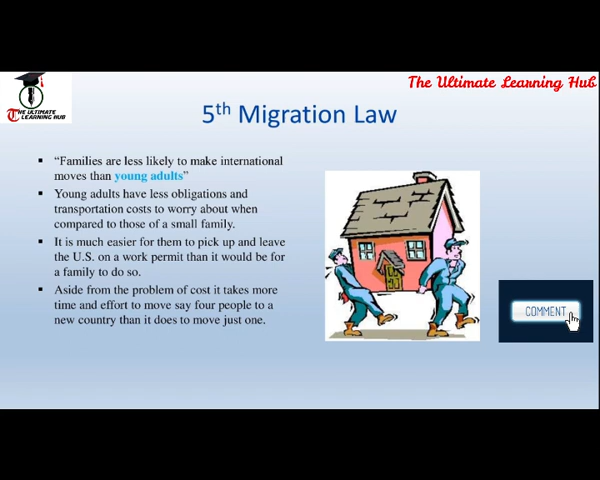 The Ultimate Learning Hub
THE ULTIMATE
LEARNING HUB
5th Migration Law
▪ “Families are less likely to make international
moves than young adults”
▪ Young adults have less obligations and
transportation costs to worry about when
compared to those of a small family.
▪ It is much easier for them to pick up and leave
the U.S. on a work permit than it would be for
a family to do so.
▪ Aside from the problem of cost it takes more
time and effort to move say four people to a
new country than it does to move just one.
COMMENT